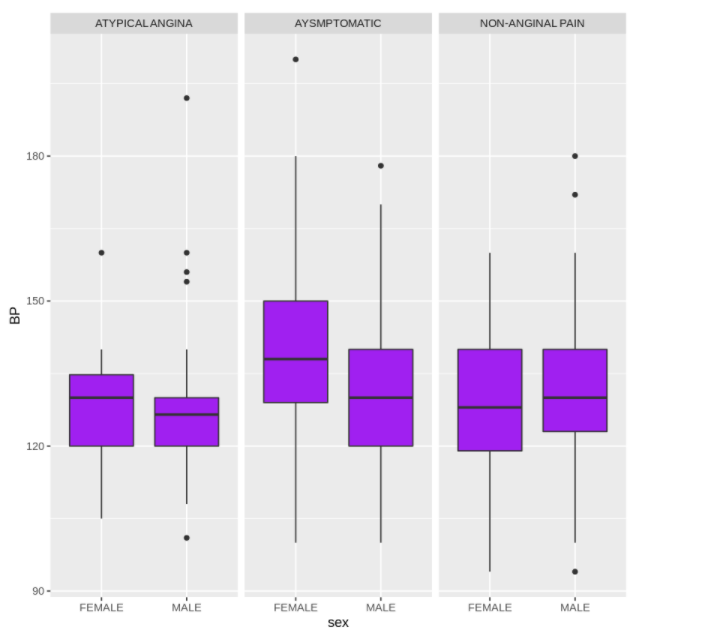 ATYPICAL ANGINA AYSMPTOMATIC NON-ANGINAL PAIN
180
150
BP
120
90
FEMALE MALE FEMALE MALE FEMALE MALE
sex